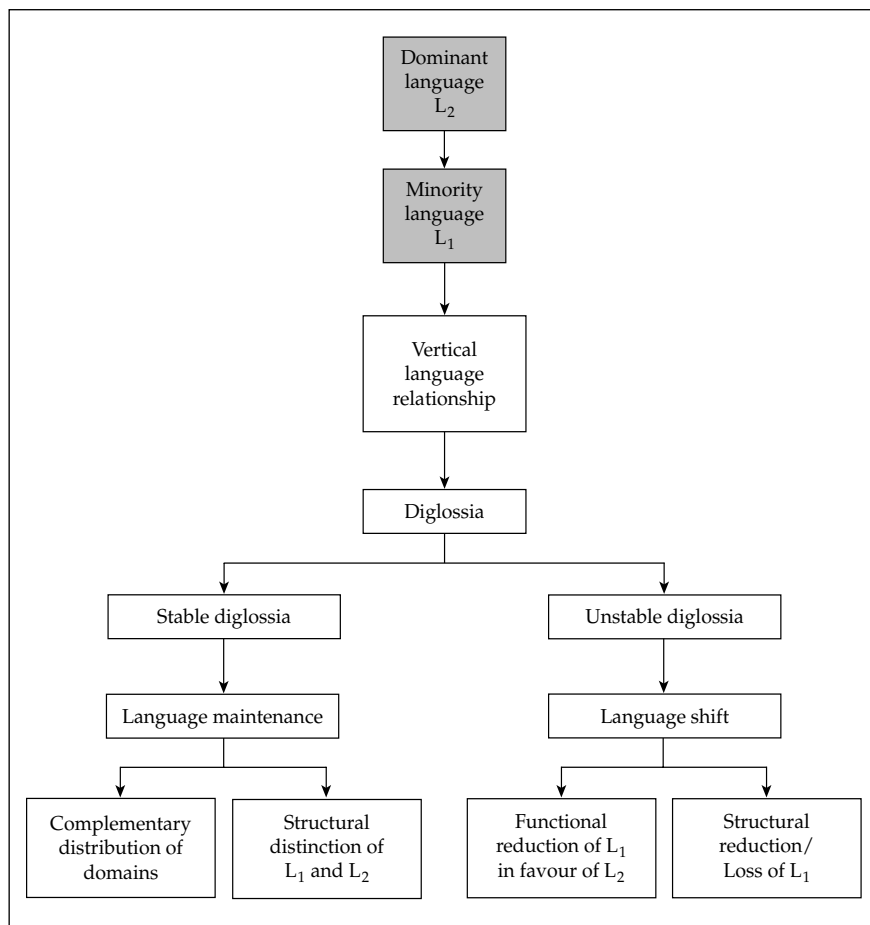 Dominant
language
L₂
Minority
language
L₁
Vertical
language
relationship
Diglossia
Stable diglossia
Unstable diglossia
Language maintenance
Language shift
Complementary
distribution of
domains
Structural
distinction of
L₁ and L₂
Functional
reduction of L₁
in favour of L₂
Structural
reduction/
Loss of L₁